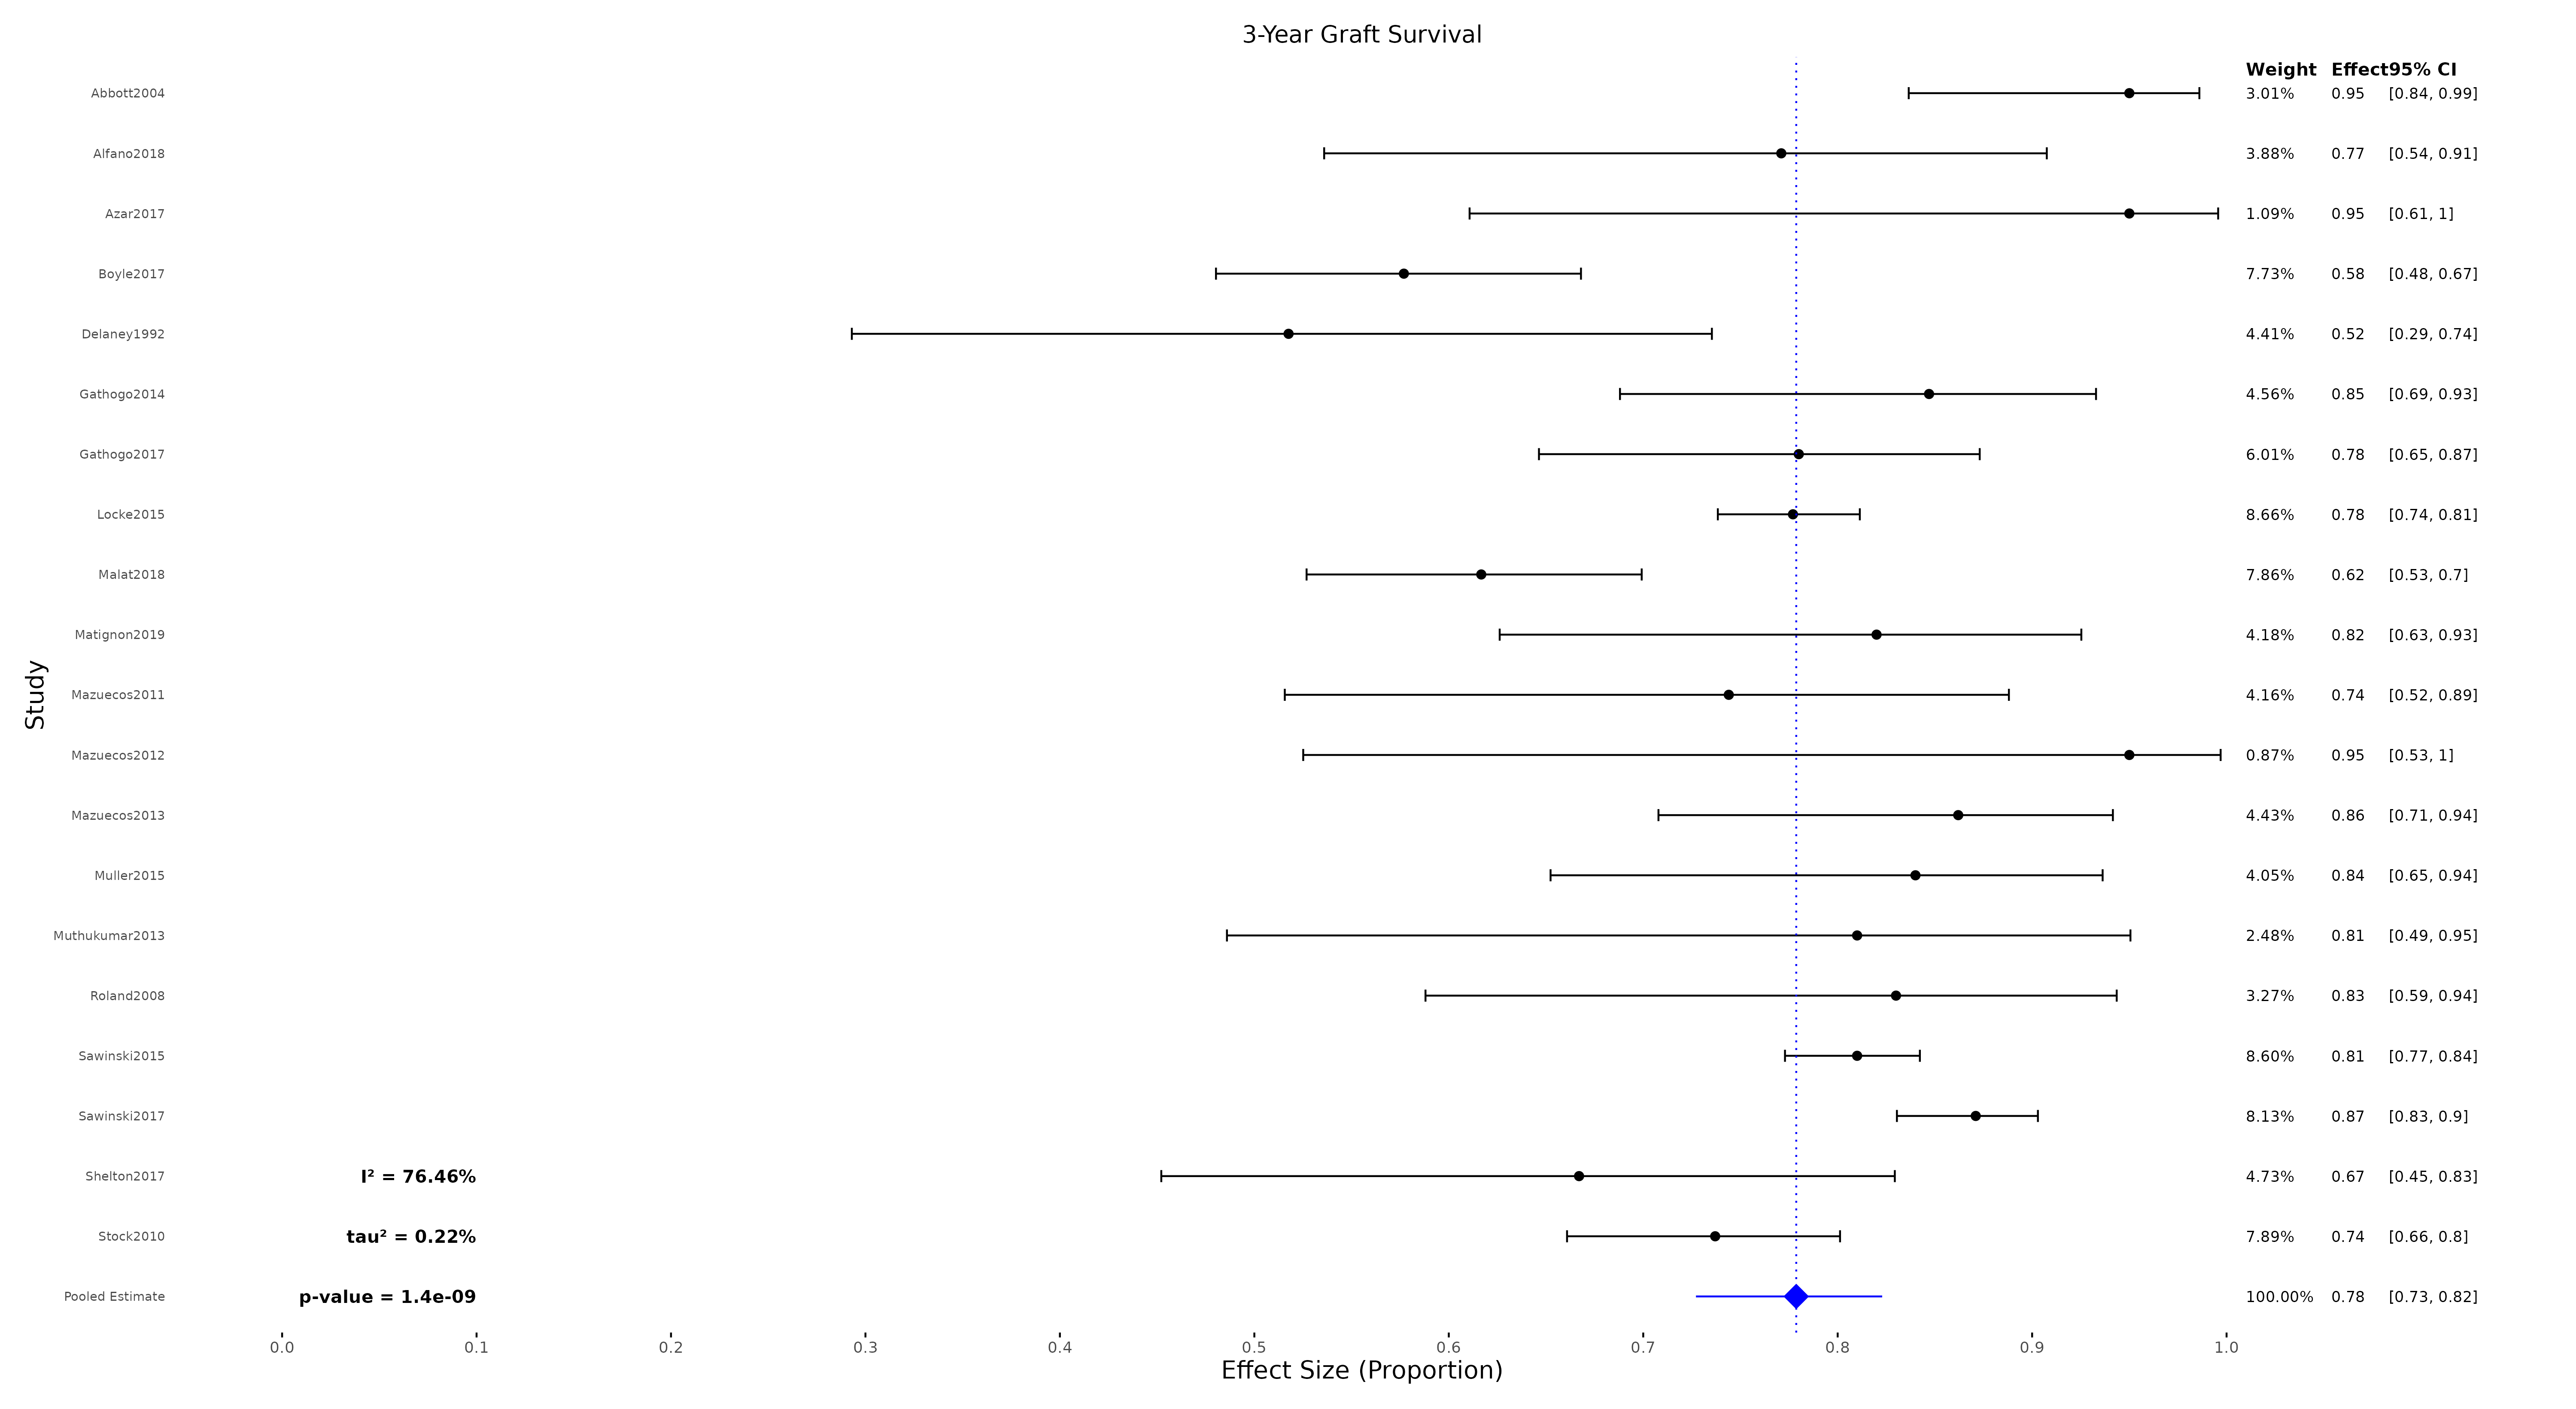 3-Year Graft Survival
Weight Effect 95% CI
Abbott2004 3.01% 0.95 [0.84, 0.99]
Alfano2018 3.88% 0.77 [0.54, 0.91]
Azar2017 1.09% 0.95 [0.61, 1]
Boyle2017 7.73% 0.58 [0.48, 0.67]
Delaney1992 4.41% 0.52 [0.29, 0.74]
Gathogo2014 4.56% 0.85 [0.69, 0.93]
Gathogo2017 6.01% 0.78 [0.65, 0.87]
Locke2015 8.66% 0.78 [0.74, 0.81]
Malat2018 7.86% 0.62 [0.53, 0.7]
Matignon2019 4.18% 0.82 [0.63, 0.93]
Study
Mazuecos2011 4.16% 0.74 [0.52, 0.89]
Mazuecos2012 0.87% 0.95 [0.53, 1]
Mazuecos2013 4.43% 0.86 [0.71, 0.94]
Muller2015 4.05% 0.84 [0.65, 0.94]
Muthukumar2013 2.48% 0.81 [0.49, 0.95]
Roland2008 3.27% 0.83 [0.59, 0.94]
Sawinski2015 8.60% 0.81 [0.77, 0.84]
Sawinski2017 8.13% 0.87 [0.83, 0.9]
Shelton2017 I² = 76.46% 4.73% 0.67 [0.45, 0.83]
Stock2010 tau² = 0.22% 7.89% 0.74 [0.66, 0.8]
Pooled Estimate p-value = 1.4e-09 100.00% 0.78 [0.73, 0.82]
0.0 0.1 0.2 0.3 0.4 0.5 0.6 0.7 0.8 0.9 1.0
Effect Size (Proportion)